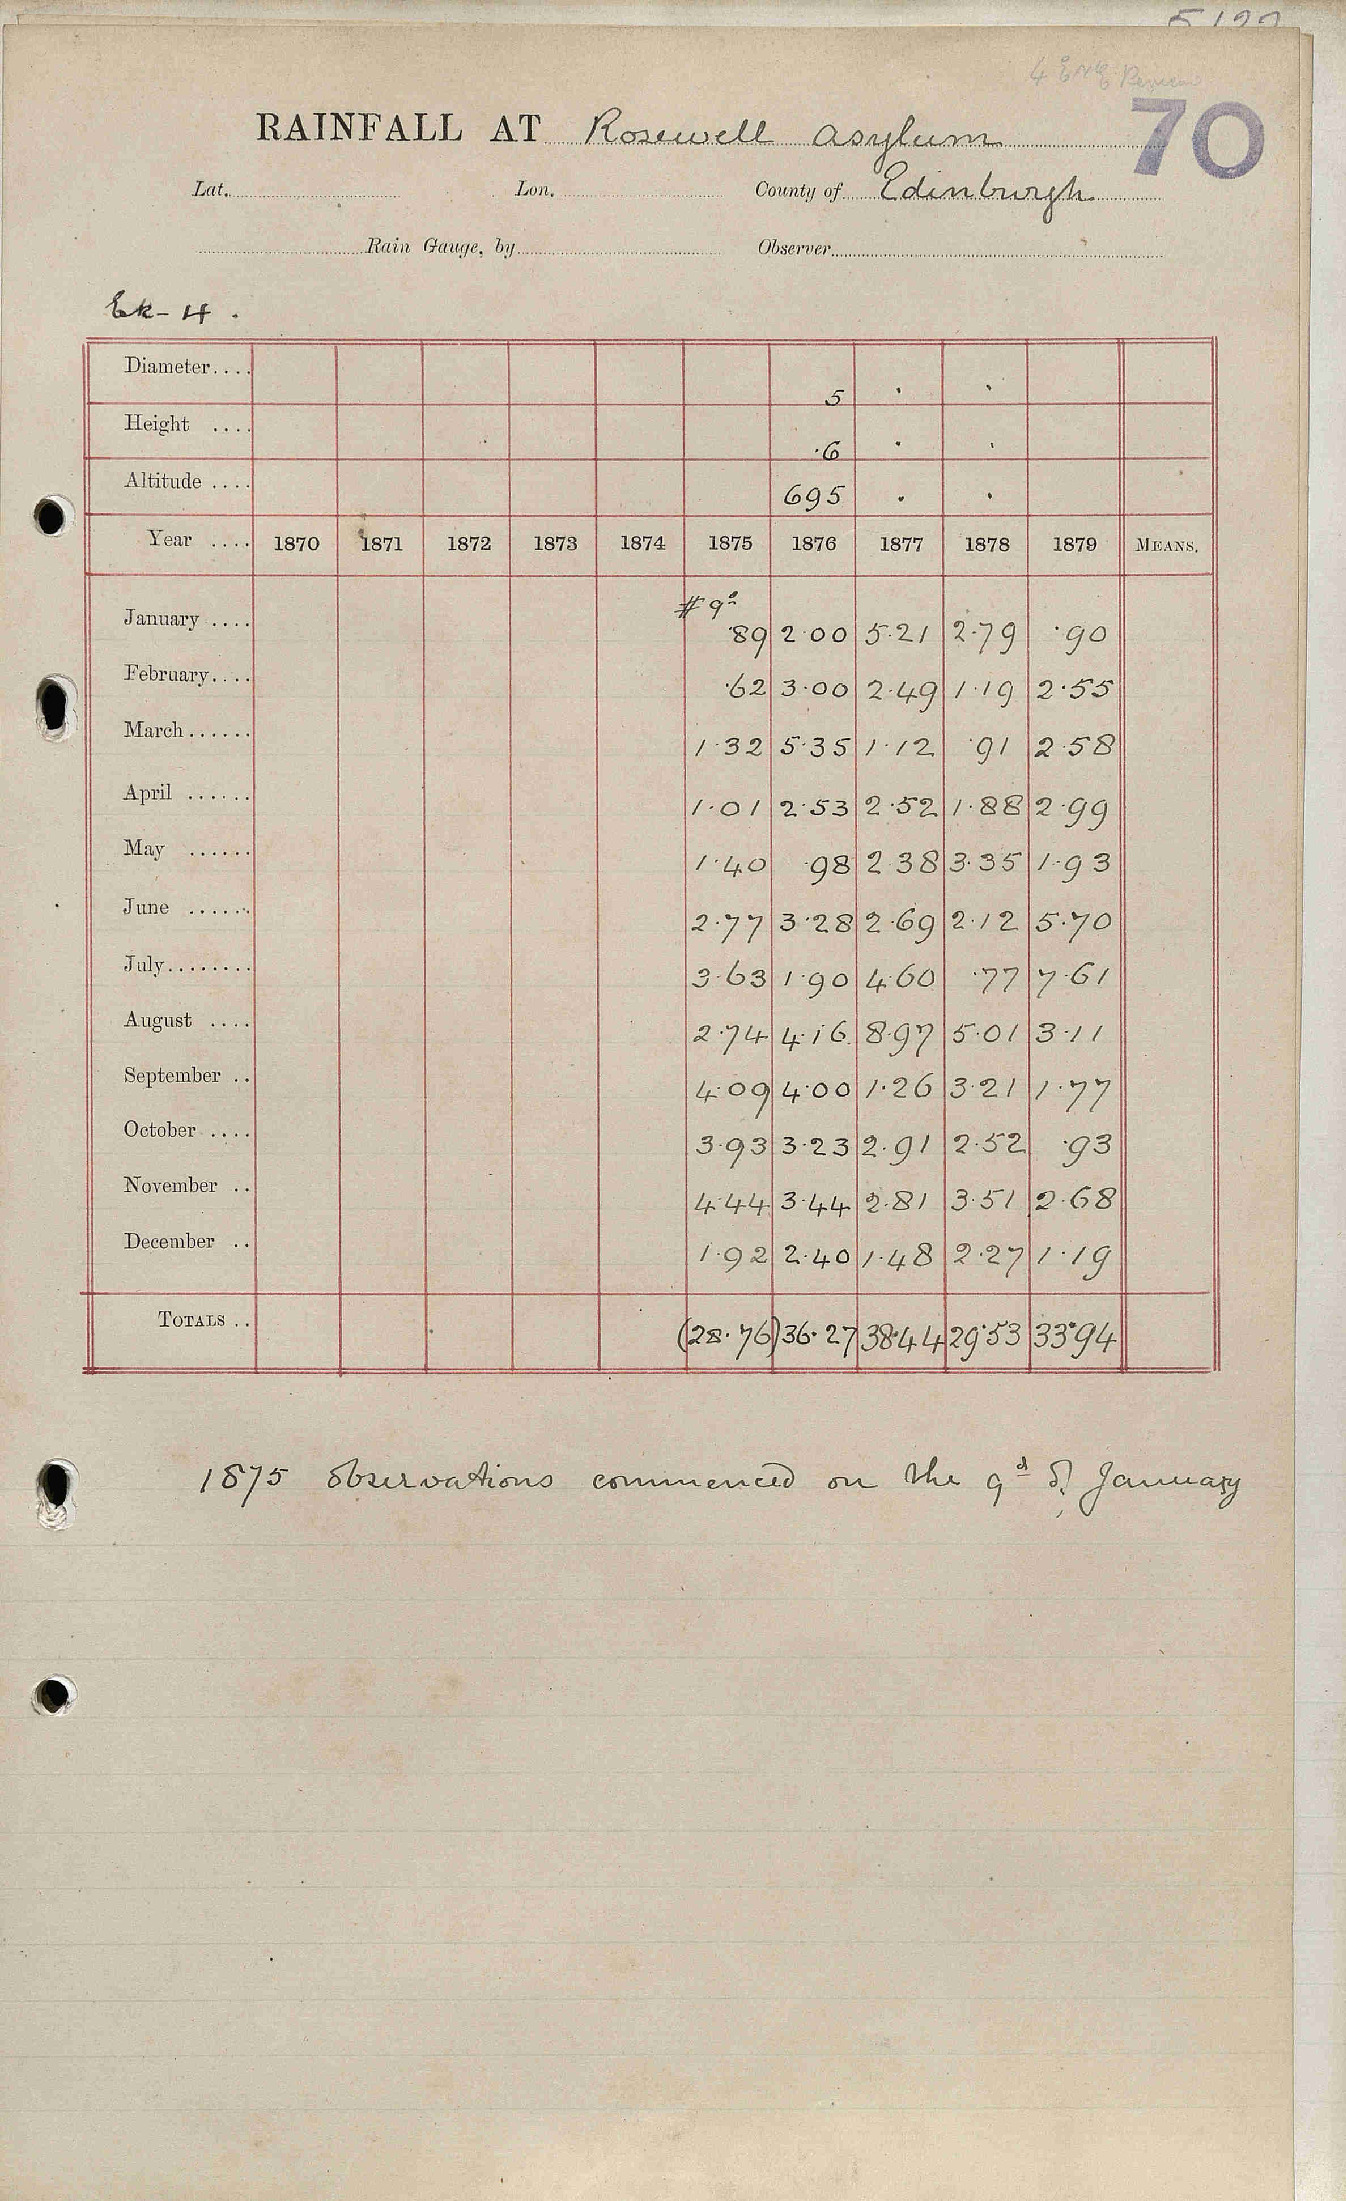 RAINFALL AT Rosewell Asylum 70
Lat. Lon. County of Edinburgh
Rain Gauge, by Observer
Diameter.... 5 · ·
Height .... ·6 · ·
Altitude .... 695 · ·
Year .... 1870 1871 1872 1873 1874 1875 1876 1877 1878 1879 MEANS.
# 9d
January .... ·89 2·00 5·21 2·79 ·90
February.... ·62 3·00 2·49 1·19 2·55
March...... 1·32 5·35 1·12 ·91 2·58
April ...... 1·01 2·53 2·52 1·88 2·99
May ...... 1·40 ·98 2·38 3·35 1·93
June ...... 2·77 3·28 2·69 2·12 5·70
July........ 3·63 1·90 4·60 ·77 7·61
August .... 2·74 4·16 8·97 5·01 3·11
September .. 4·09 4·00 1·26 3·21 1·77
October .... 3·93 3·23 2·91 2·52 ·93
November .. 4·44 3·44 2·81 3·51 2·68
December .. 1·92 2·40 1·48 2·27 1·19
TOTALS .. (28·76) 36·27 38·44 29·53 33·94
1875 observations commenced on the 9d of January